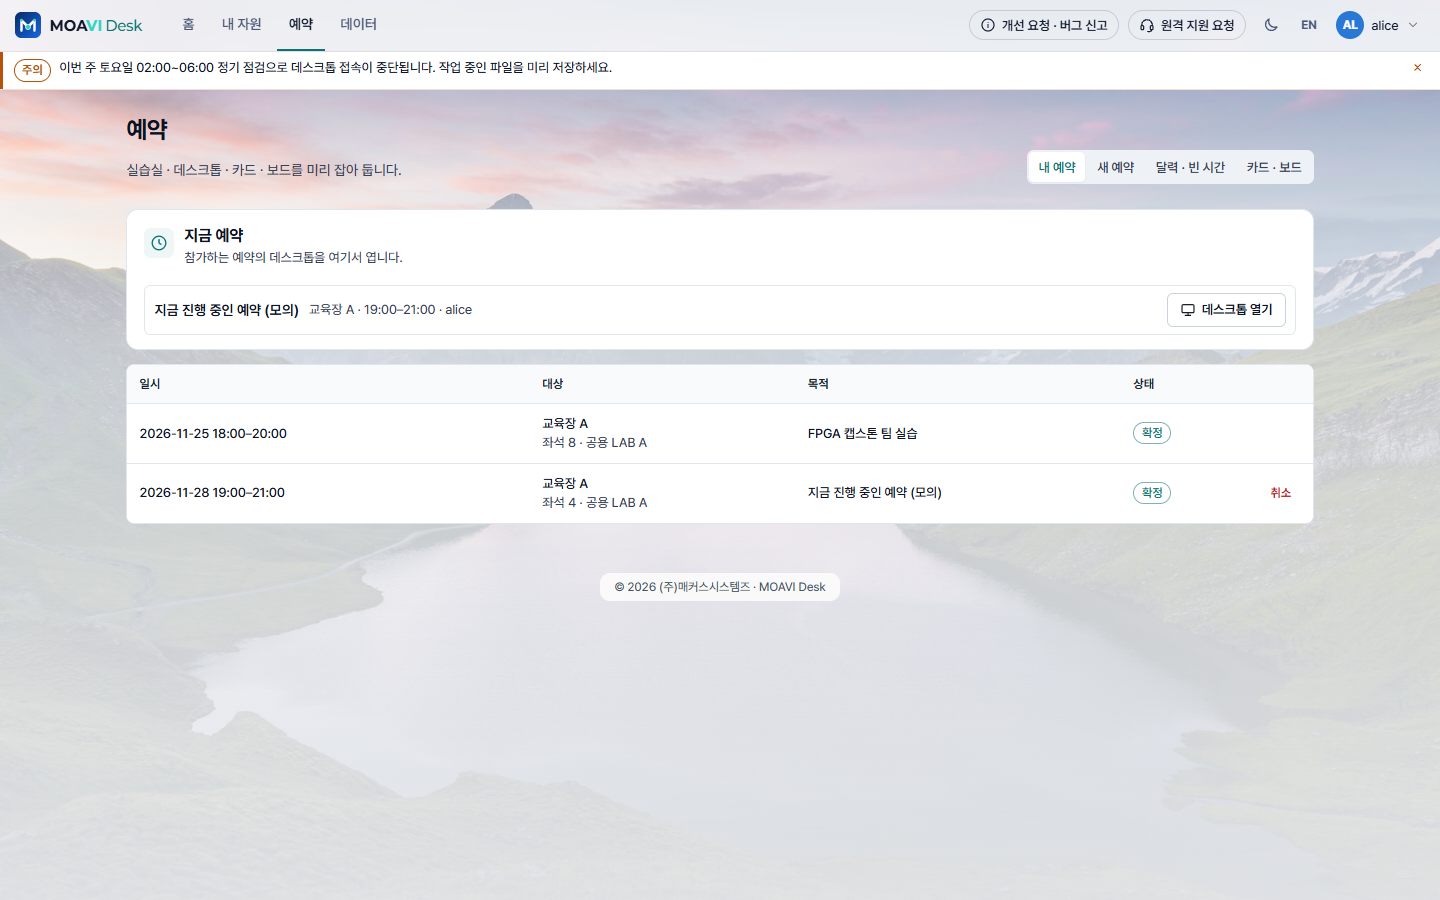 MOAVI Desk
홈
내 자원
예약
데이터
개선 요청 · 버그 신고
원격 지원 요청
EN
AL
alice
주의
이번 주 토요일 02:00~06:00 정기 점검으로 데스크톱 접속이 중단됩니다. 작업 중인 파일을 미리 저장하세요.
예약
실습실 · 데스크톱 · 카드 · 보드를 미리 잡아 둡니다.
내 예약
새 예약
달력 · 빈 시간
카드 · 보드
지금 예약
참가하는 예약의 데스크톱을 여기서 엽니다.
지금 진행 중인 예약 (모의) 교육장 A · 19:00–21:00 · alice
데스크톱 열기
일시 대상 목적 상태
2026-11-25 18:00–20:00
교육장 A
좌석 8 · 공용 LAB A
FPGA 캡스톤 팀 실습
확정
2026-11-28 19:00–21:00
교육장 A
좌석 4 · 공용 LAB A
지금 진행 중인 예약 (모의)
확정
취소
© 2026 (주)매커스시스템즈 · MOAVI Desk